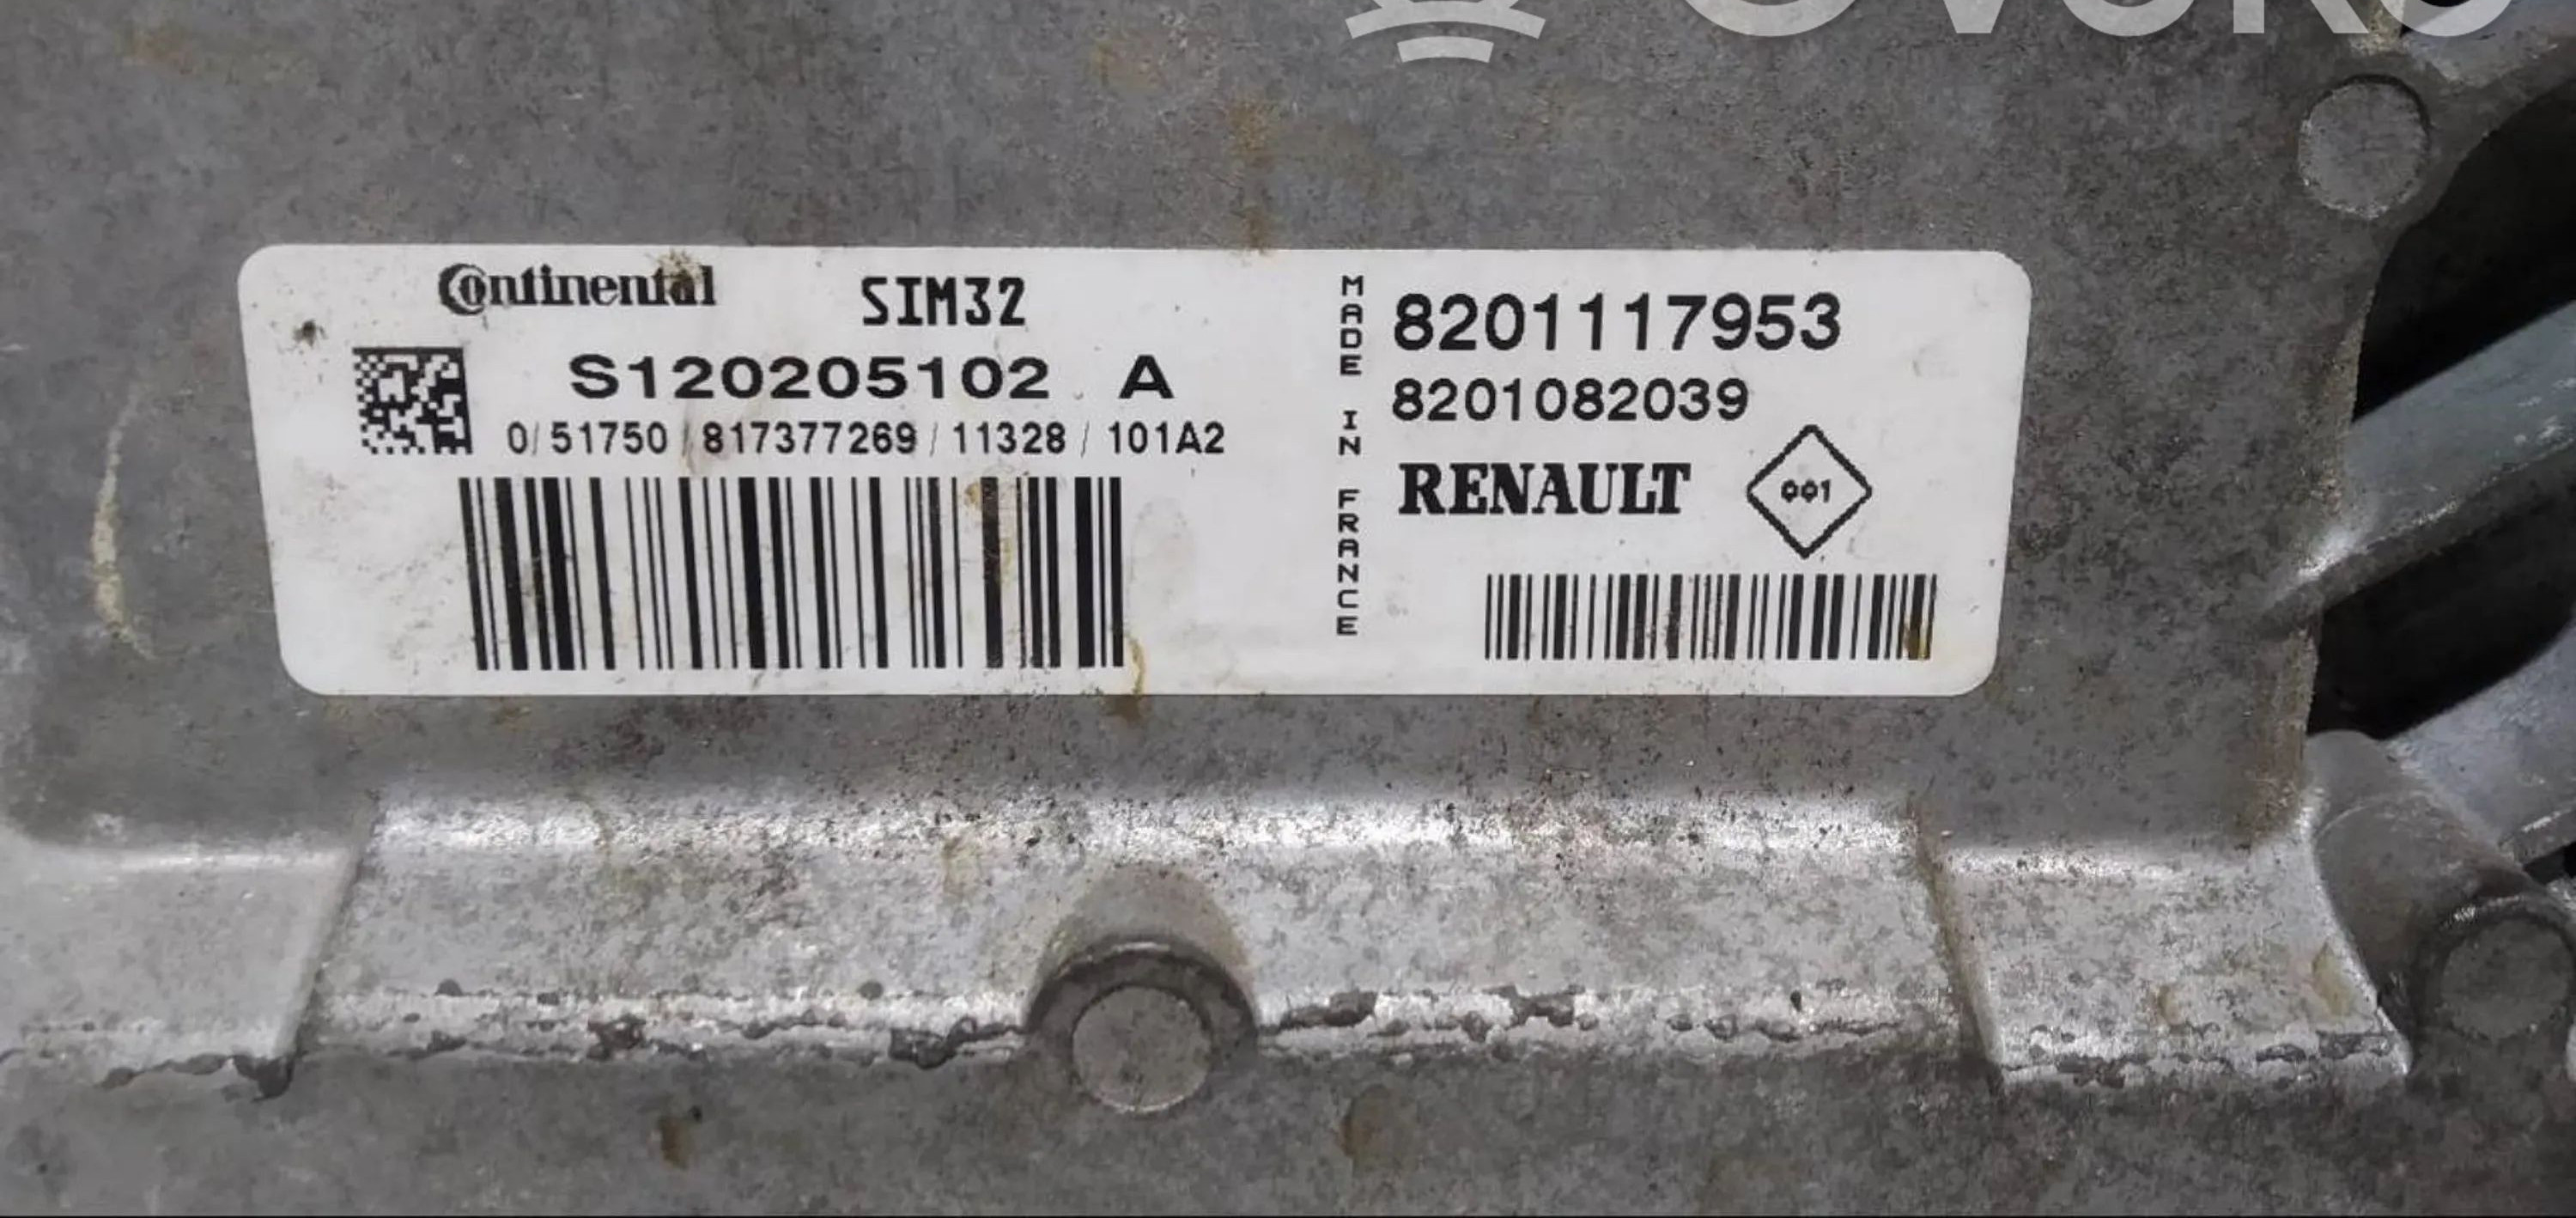 Continental SIM32
S120205102 A
0/51750/817377269/11328/101A2
MADE IN FRANCE
8201117953
8201082039
RENAULT 001